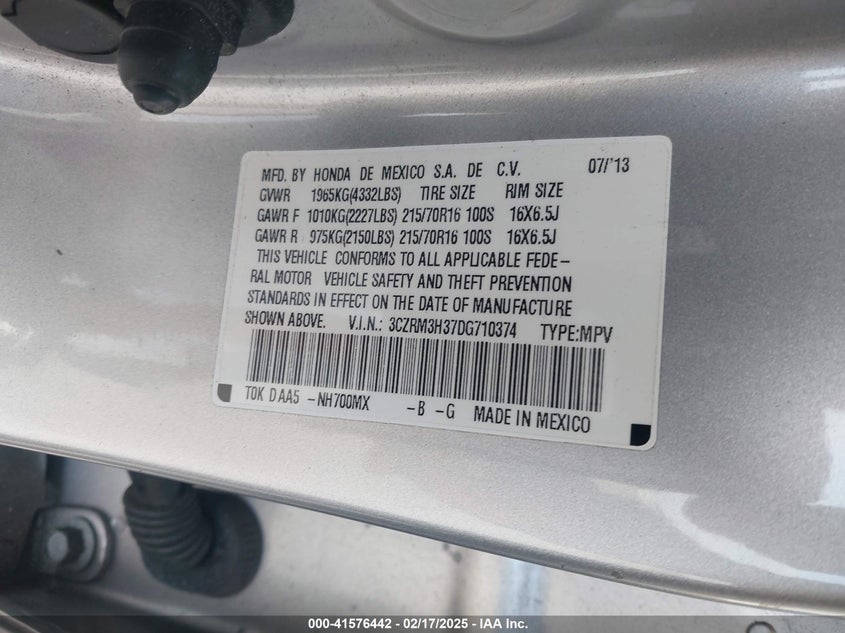 MFD. BY HONDA DE MEXICO S.A. DE C.V. 07/'13
GVWR 1965KG(4332LBS) TIRE SIZE RIM SIZE
GAWR F 1010KG(2227LBS) 215/70R16 100S 16X6.5J
GAWR R 975KG(2150LBS) 215/70R16 100S 16X6.5J
THIS VEHICLE CONFORMS TO ALL APPLICABLE FEDE-
RAL MOTOR VEHICLE SAFETY AND THEFT PREVENTION
STANDARDS IN EFFECT ON THE DATE OF MANUFACTURE
SHOWN ABOVE. V.I.N.: 3CZRM3H37DG710374 TYPE:MPV
T0K D AA5 -NH700MX -B -G MADE IN MEXICO
000-41576442 - 02/17/2025 - IAA Inc.